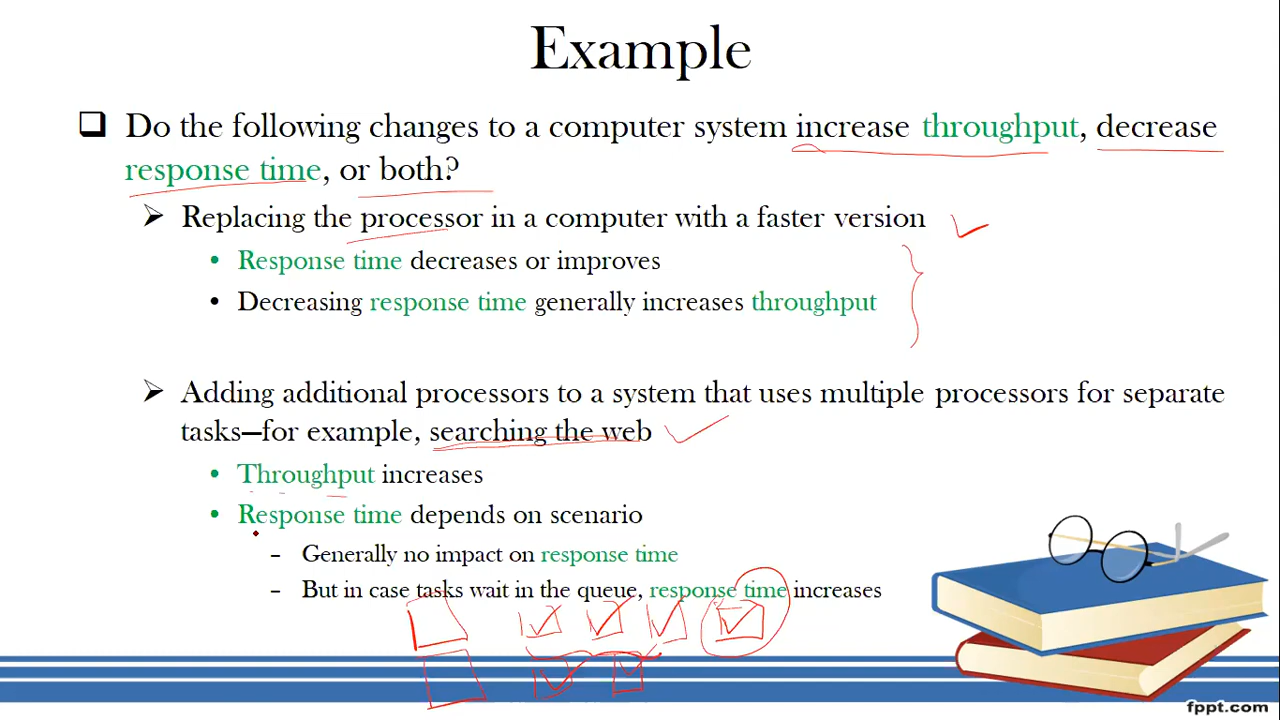 Example
Do the following changes to a computer system increase throughput, decrease
response time, or both?
Replacing the processor in a computer with a faster version
• Response time decreases or improves
• Decreasing response time generally increases throughput
Adding additional processors to a system that uses multiple processors for separate
tasks—for example, searching the web
• Throughput increases
• Response time depends on scenario
– Generally no impact on response time
– But in case tasks wait in the queue, response time increases
fppt.com